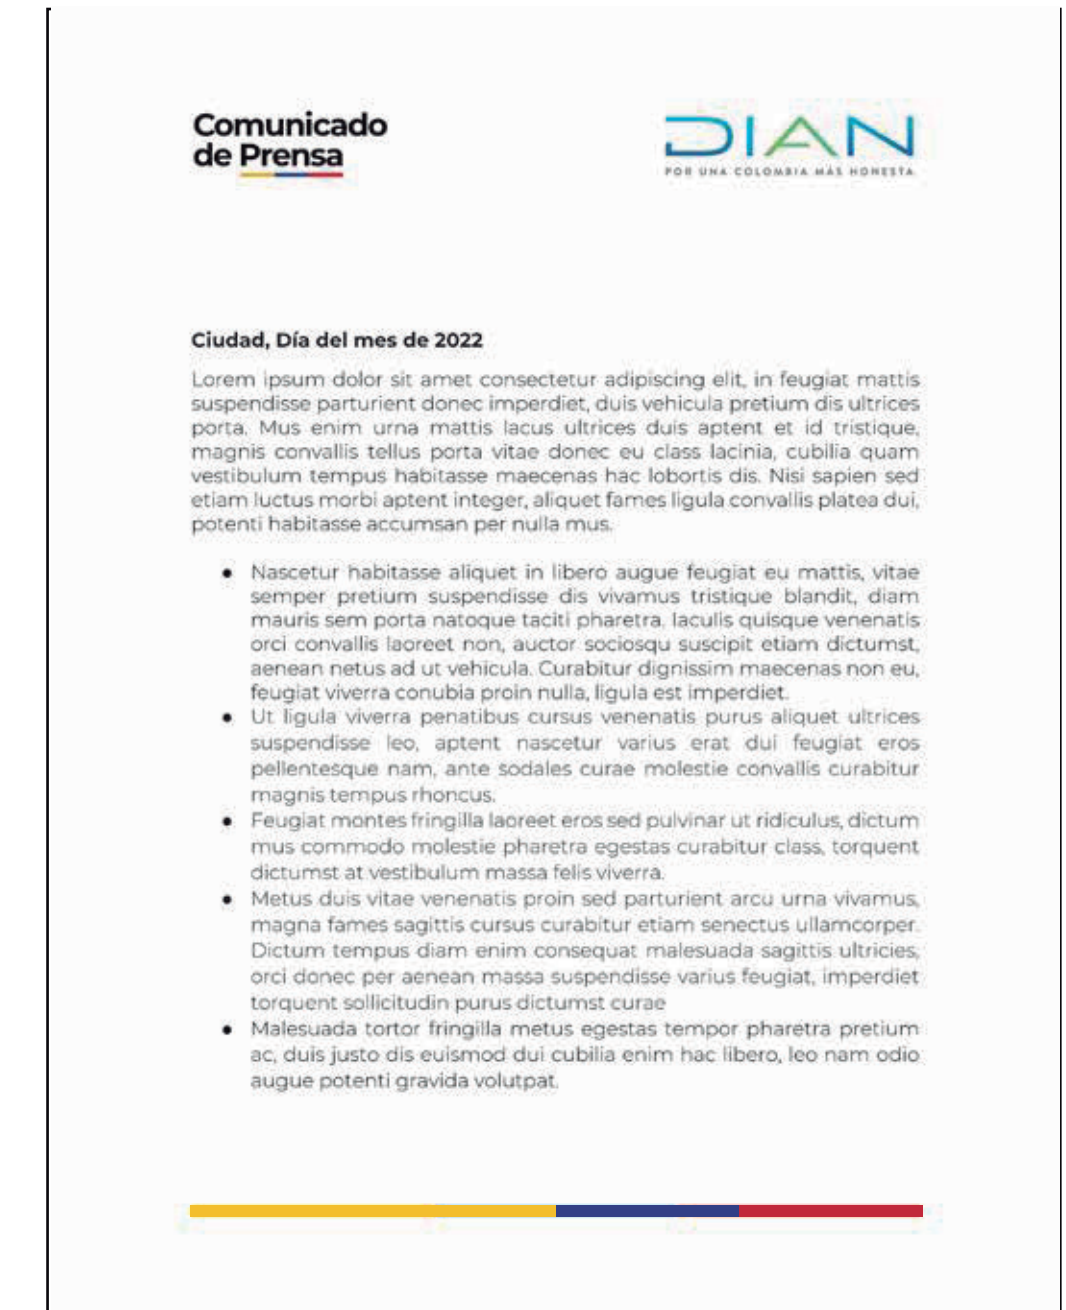 Comunicado
de Prensa
DIAN
POR UNA COLOMBIA MÁS HONESTA
Ciudad, Día del mes de 2022
Lorem ipsum dolor sit amet consectetur adipiscing elit, in feugiat mattis
suspendisse parturient donec imperdiet, duis vehicula pretium dis ultrices
porta. Mus enim urna mattis lacus ultrices duis aptent et id tristique,
magnis convallis tellus porta vitae donec eu class lacinia, cubilia quam
vestibulum tempus habitasse maecenas hac lobortis dis. Nisi sapien sed
etiam luctus morbi aptent integer, aliquet fames ligula convallis platea dui,
potenti habitasse accumsan per nulla mus.
● Nascetur habitasse aliquet in libero augue feugiat eu mattis, vitae
semper pretium suspendisse dis vivamus tristique blandit, diam
mauris sem porta natoque taciti pharetra. Iaculis quisque venenatis
orci convallis laoreet non, auctor sociosqu suscipit etiam dictumst,
aenean netus ad ut vehicula. Curabitur dignissim maecenas non eu,
feugiat viverra conubia proin nulla, ligula est imperdiet.
● Ut ligula viverra penatibus cursus venenatis purus aliquet ultrices
suspendisse leo, aptent nascetur varius erat dui feugiat eros
pellentesque nam, ante sodales curae molestie convallis curabitur
magnis tempus rhoncus.
● Feugiat montes fringilla laoreet eros sed pulvinar ut ridiculus, dictum
mus commodo molestie pharetra egestas curabitur class, torquent
dictumst at vestibulum massa felis viverra.
● Metus duis vitae venenatis proin sed parturient arcu urna vivamus,
magna fames sagittis cursus curabitur etiam senectus ullamcorper.
Dictum tempus diam enim consequat malesuada sagittis ultricies,
orci donec per aenean massa suspendisse varius feugiat, imperdiet
torquent sollicitudin purus dictumst curae
● Malesuada tortor fringilla metus egestas tempor pharetra pretium
ac, duis justo dis euismod dui cubilia enim hac libero, leo nam odio
augue potenti gravida volutpat.